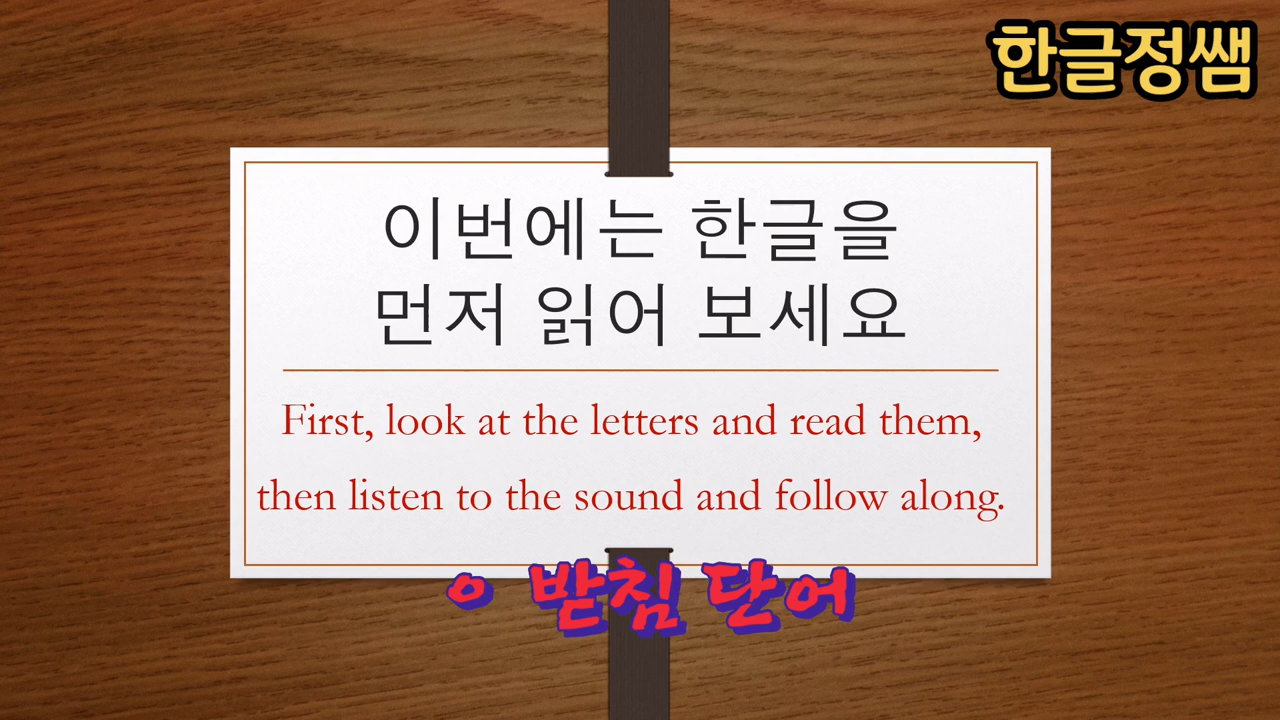 한글정쌤
이번에는 한글을
먼저 읽어 보세요
First, look at the letters and read them,
then listen to the sound and follow along.
ㅇ 받침 단어